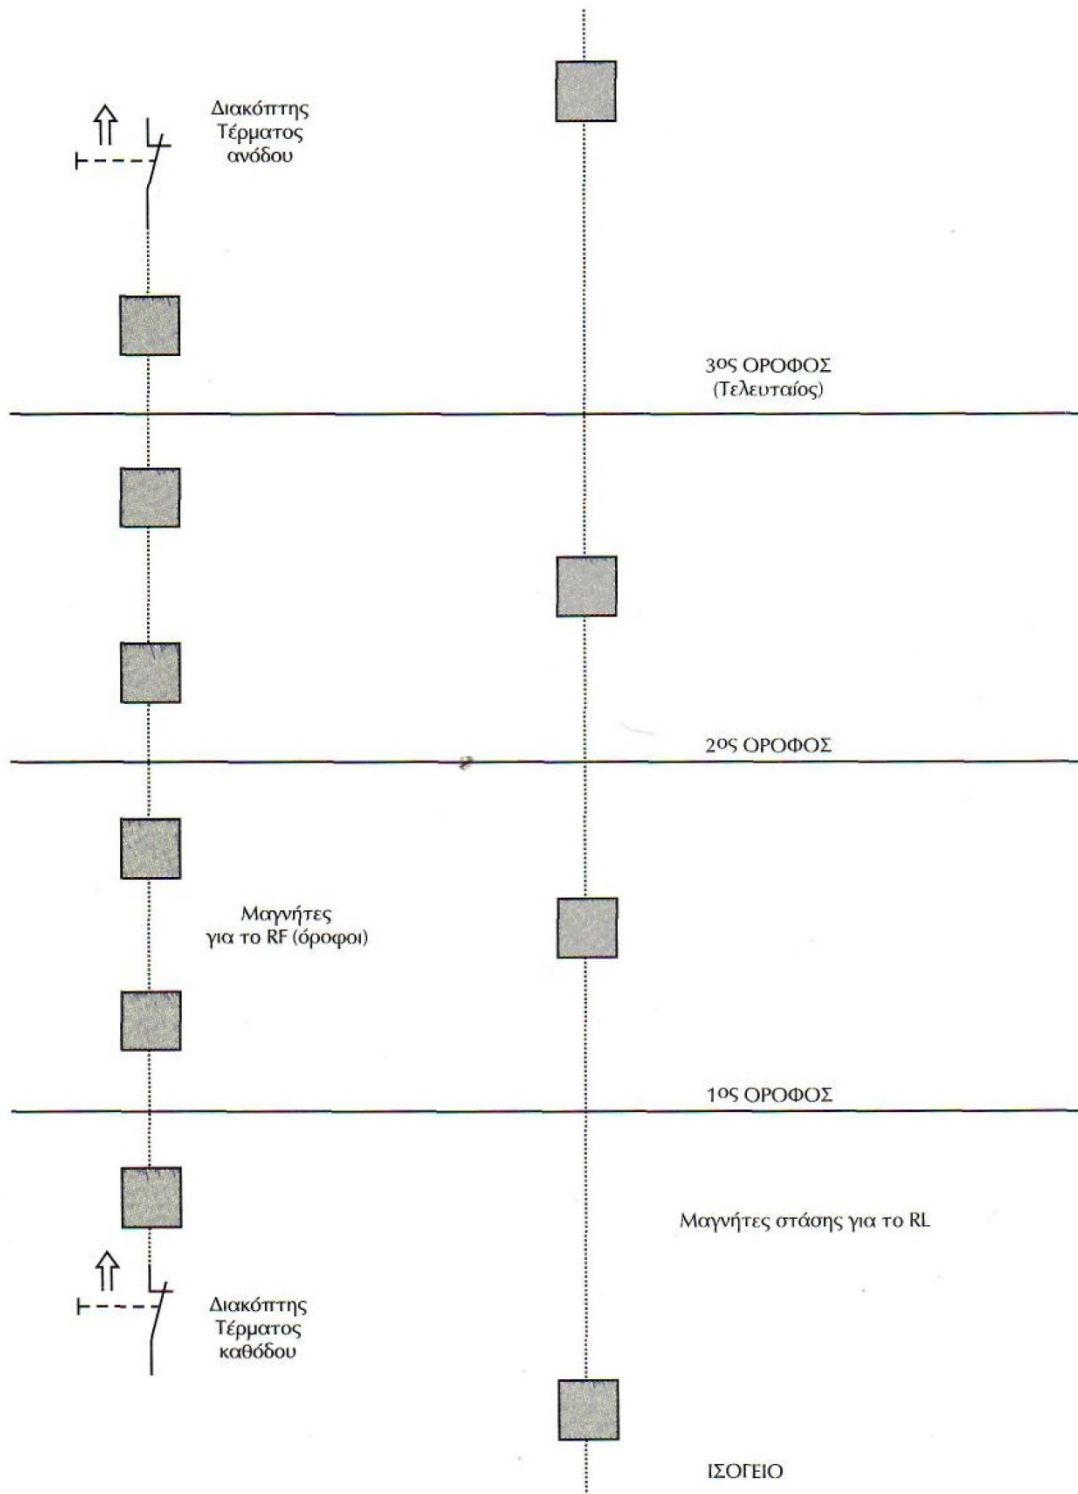 Διακόπτης
Τέρματος
ανόδου
3ος ΟΡΟΦΟΣ
(Τελευταίος)
2ος ΟΡΟΦΟΣ
Μαγνήτες
για το RF (όροφοι)
1ος ΟΡΟΦΟΣ
Μαγνήτες στάσης για το RL
Διακόπτης
Τέρματος
καθόδου
ΙΣΟΓΕΙΟ